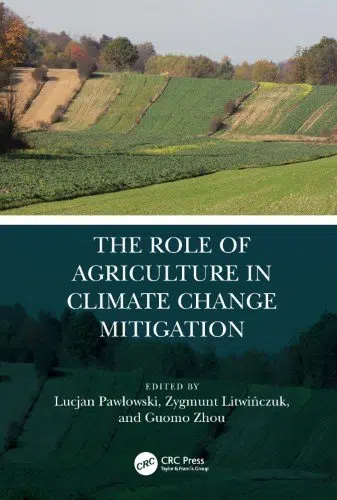 THE ROLE OF
AGRICULTURE IN
CLIMATE CHANGE
MITIGATION
EDITED BY
Lucjan Pawłowski, Zygmunt Litwińczuk,
and Guomo Zhou
CRC
CRC Press
Taylor & Francis Group